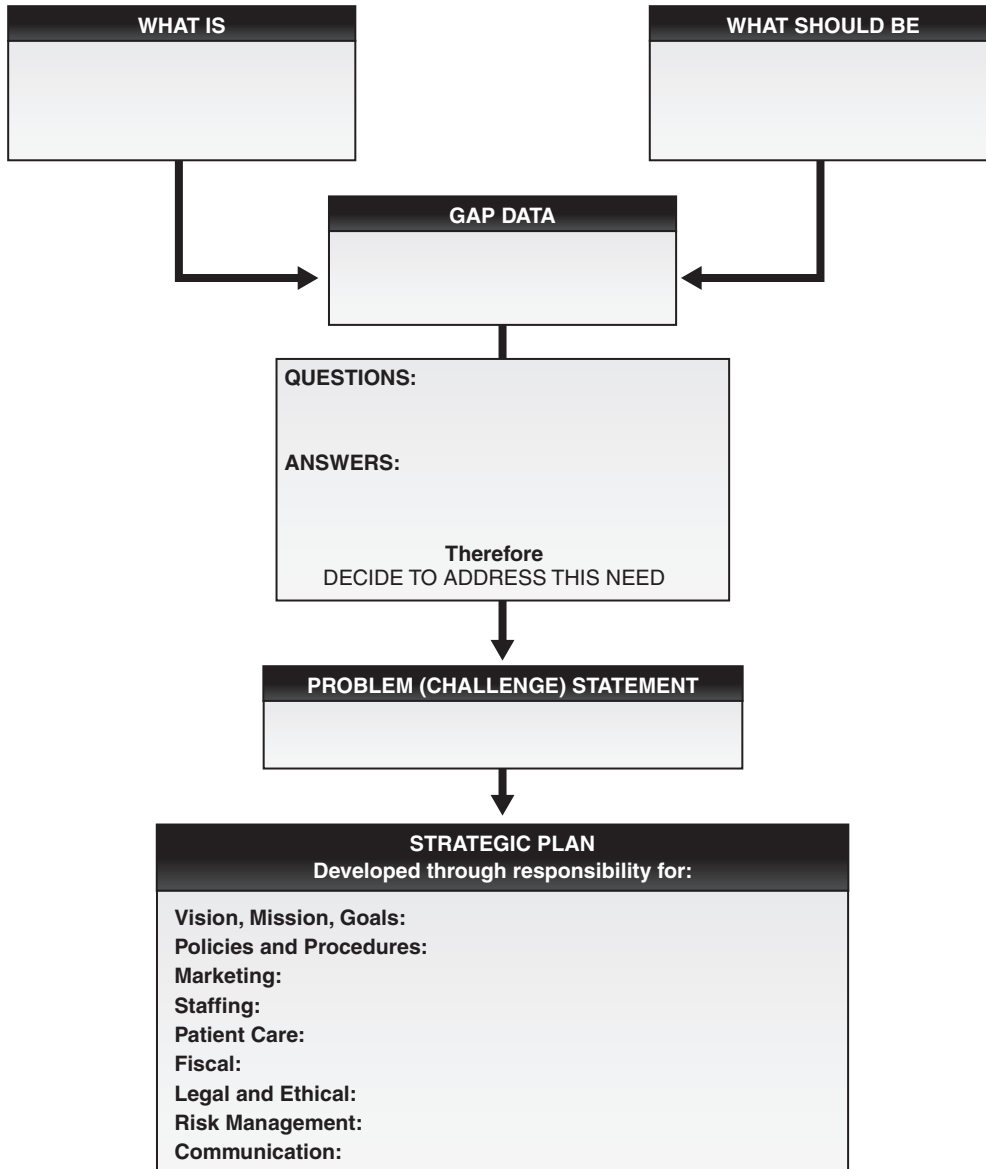 WHAT IS
WHAT SHOULD BE
GAP DATA
QUESTIONS:
ANSWERS:
Therefore
DECIDE TO ADDRESS THIS NEED
PROBLEM (CHALLENGE) STATEMENT
STRATEGIC PLAN
Developed through responsibility for:
Vision, Mission, Goals:
Policies and Procedures:
Marketing:
Staffing:
Patient Care:
Fiscal:
Legal and Ethical:
Risk Management:
Communication: